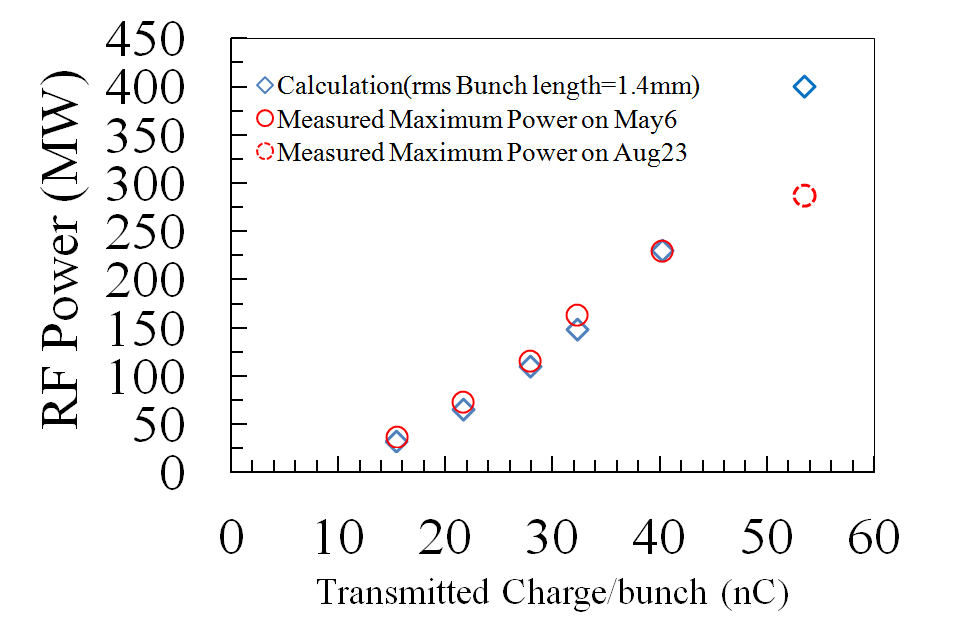 450
400
350
300
250
200
150
100
50
0
RF Power (MW)
Calculation(rms Bunch length=1.4mm)
Measured Maximum Power on May6
Measured Maximum Power on Aug23
0 10 20 30 40 50 60
Transmitted Charge/bunch (nC)